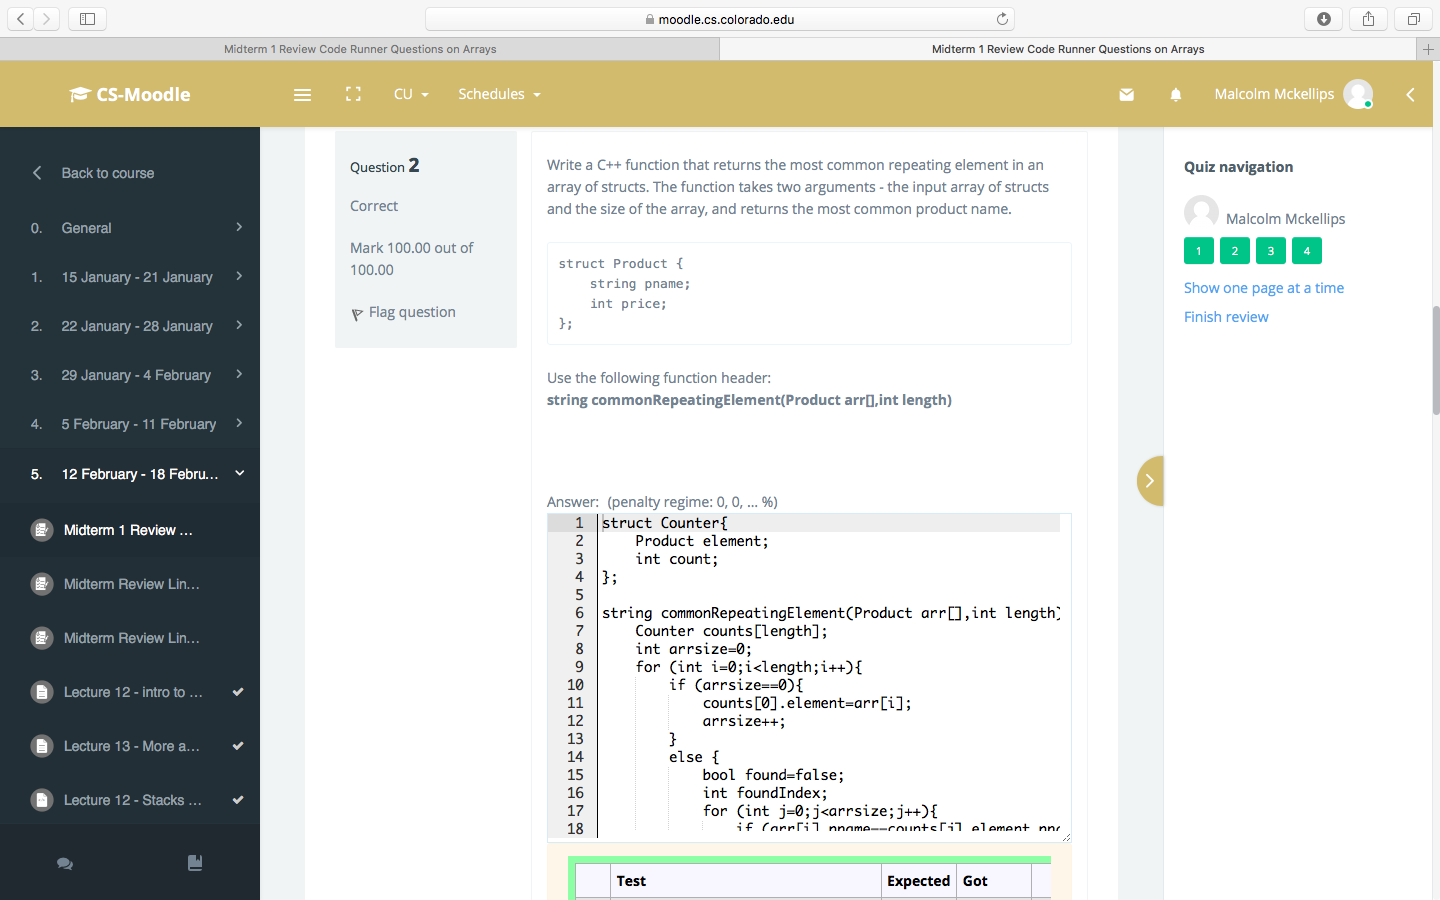 moodle.cs.colorado.edu
Midterm 1 Review Code Runner Questions on Arrays
Midterm 1 Review Code Runner Questions on Arrays
CS-Moodle
CU
Schedules
Malcolm Mckellips
Back to course
0. General
1. 15 January - 21 January
2. 22 January - 28 January
3. 29 January - 4 February
4. 5 February - 11 February
5. 12 February - 18 Febru...
Midterm 1 Review ...
Midterm Review Lin...
Midterm Review Lin...
Lecture 12 - intro to ...
Lecture 13 - More a...
Lecture 12 - Stacks ...
Question 2
Correct
Mark 100.00 out of
100.00
Flag question
Write a C++ function that returns the most common repeating element in an
array of structs. The function takes two arguments - the input array of structs
and the size of the array, and returns the most common product name.
struct Product {
    string pname;
    int price;
};
Use the following function header:
string commonRepeatingElement(Product arr[],int length)
Answer: (penalty regime: 0, 0, ... %)
1 struct Counter{
2     Product element;
3     int count;
4 };
5
6 string commonRepeatingElement(Product arr[],int length)
7     Counter counts[length];
8     int arrsize=0;
9     for (int i=0;i<length;i++){
10         if (arrsize==0){
11             counts[0].element=arr[i];
12             arrsize++;
13         }
14         else {
15             bool found=false;
16             int foundIndex;
17             for (int j=0;j<arrsize;j++){
18                 if (arr[i].pname==counts[j].element.pna
Test Expected Got
Quiz navigation
Malcolm Mckellips
1 2 3 4
Show one page at a time
Finish review